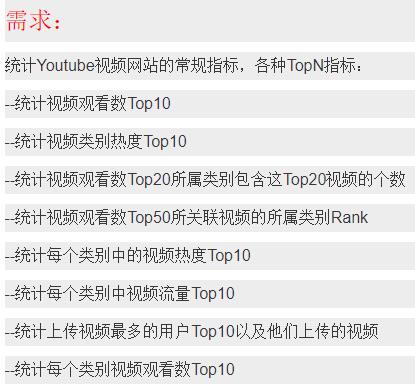 需求：
统计Youtube视频网站的常规指标，各种TopN指标：
--统计视频观看数Top10
--统计视频类别热度Top10
--统计视频观看数Top20所属类别包含这Top20视频的个数
--统计视频观看数Top50所关联视频的所属类别Rank
--统计每个类别中的视频热度Top10
--统计每个类别中视频流量Top10
--统计上传视频最多的用户Top10以及他们上传的视频
--统计每个类别视频观看数Top10